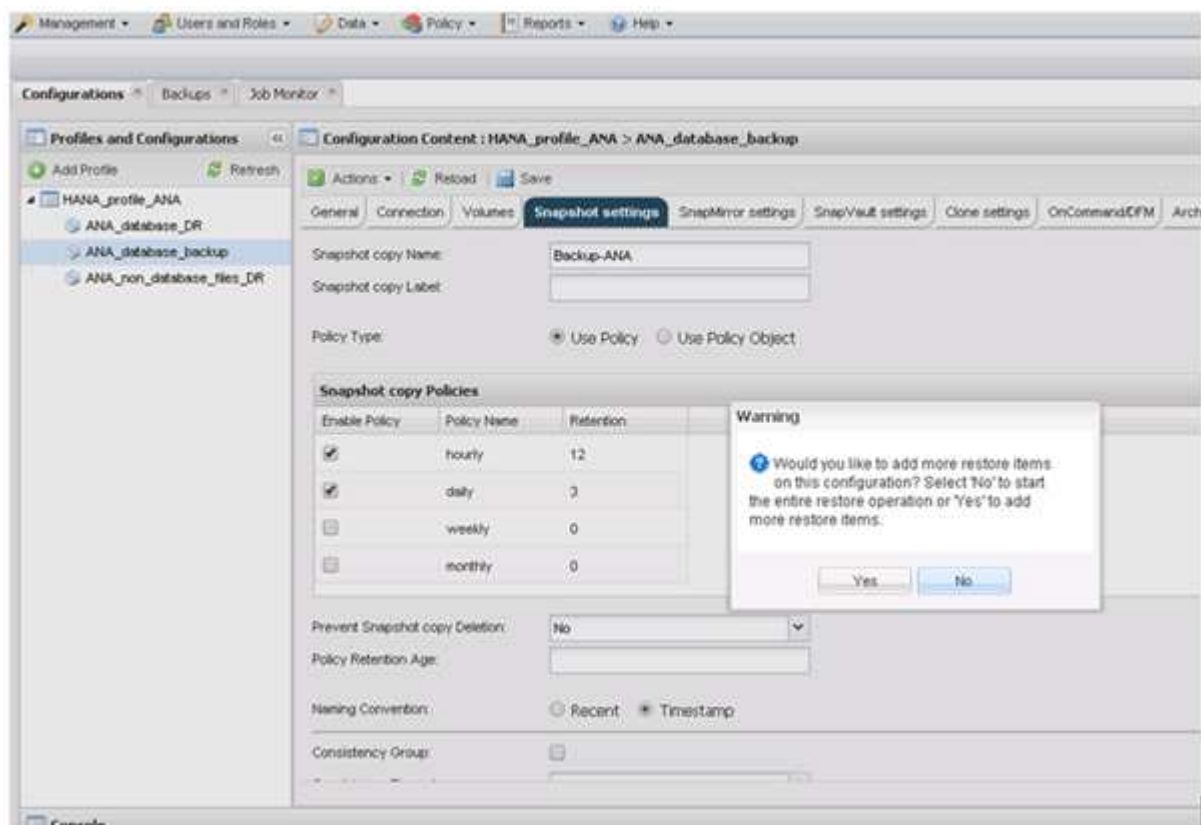 Management Users and Roles Data Policy Reports Help
Configurations Backups Job Monitor
Profiles and Configurations
Add Profile Refresh
HANA_profile_ANA
ANA_database_DR
ANA_database_backup
ANA_non_database_files_DR
Configuration Content : HANA_profile_ANA > ANA_database_backup
Actions Reload Save
General Connection Volumes Snapshot settings SnapMirror settings SnapVault settings Clone settings OnCommand/DFM Arch
Snapshot copy Name: Backup-ANA
Snapshot copy Label:
Policy Type: Use Policy Use Policy Object
Snapshot copy Policies
Enable Policy Policy Name Retention
hourly 12
daily 3
weekly 0
monthly 0
Warning
Would you like to add more restore items
on this configuration? Select 'No' to start
the entire restore operation or 'Yes' to add
more restore items.
Yes No
Prevent Snapshot copy Deletion: No
Policy Retention Age:
Naming Convention: Recent Timestamp
Consistency Group:
Console